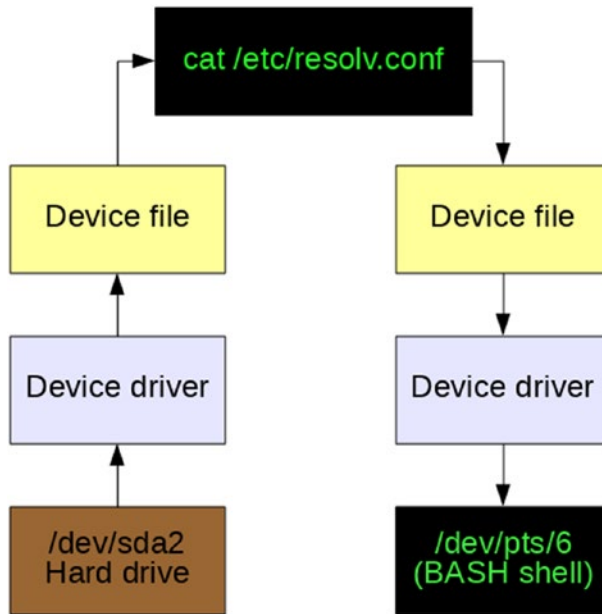 cat /etc/resolv.conf
Device file
Device file
Device driver
Device driver
/dev/sda2
Hard drive
/dev/pts/6
(BASH shell)